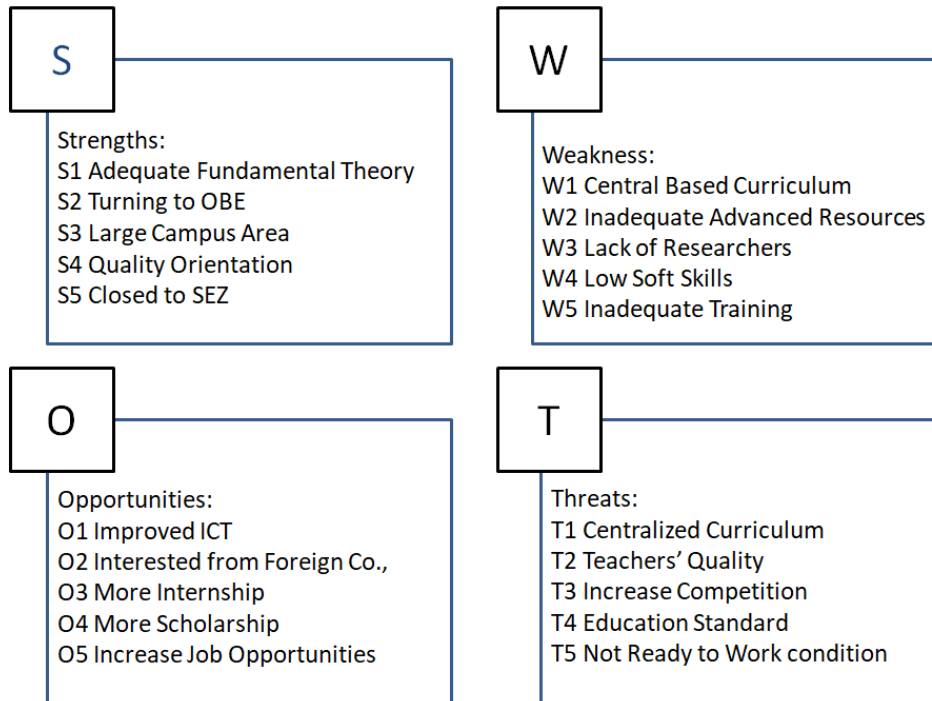 S
Strengths:
S1 Adequate Fundamental Theory
S2 Turning to OBE
S3 Large Campus Area
S4 Quality Orientation
S5 Closed to SEZ
W
Weakness:
W1 Central Based Curriculum
W2 Inadequate Advanced Resources
W3 Lack of Researchers
W4 Low Soft Skills
W5 Inadequate Training
O
Opportunities:
O1 Improved ICT
O2 Interested from Foreign Co.,
O3 More Internship
O4 More Scholarship
O5 Increase Job Opportunities
T
Threats:
T1 Centralized Curriculum
T2 Teachers’ Quality
T3 Increase Competition
T4 Education Standard
T5 Not Ready to Work condition